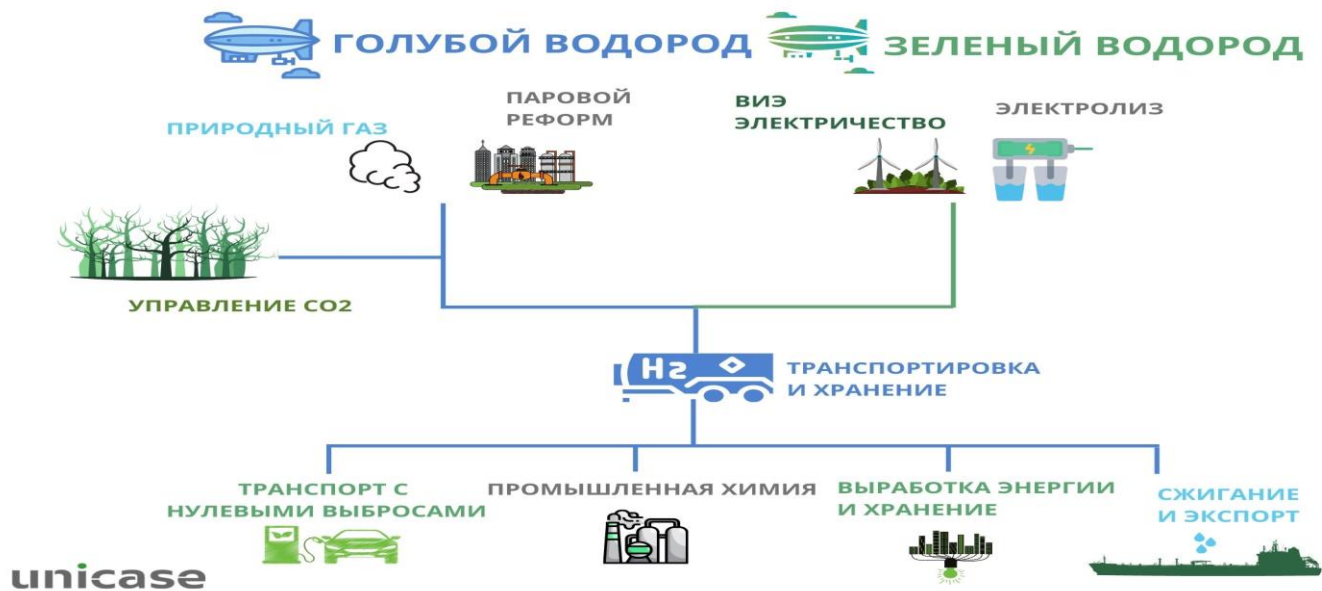 ГОЛУБОЙ ВОДОРОД
ЗЕЛЕНЫЙ ВОДОРОД
ПРИРОДНЫЙ ГАЗ
ПАРОВОЙ
РЕФОРМ
ВИЭ
ЭЛЕКТРИЧЕСТВО
ЭЛЕКТРОЛИЗ
УПРАВЛЕНИЕ СО2
H2
ТРАНСПОРТИРОВКА
И ХРАНЕНИЕ
ТРАНСПОРТ С
НУЛЕВЫМИ ВЫБРОСАМИ
ПРОМЫШЛЕННАЯ ХИМИЯ
ВЫРАБОТКА ЭНЕРГИИ
И ХРАНЕНИЕ
СЖИГАНИЕ
И ЭКСПОРТ
unicase